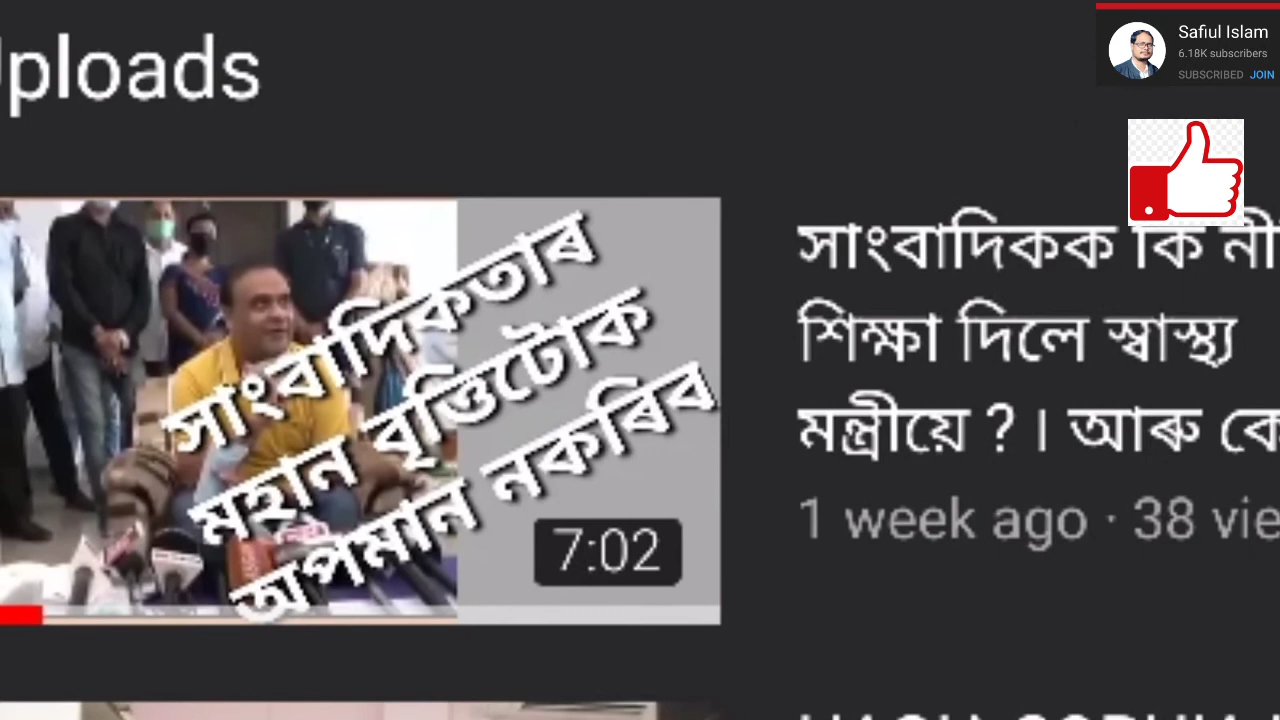 Uploads
Safiul Islam
6.18K subscribers
SUBSCRIBED JOIN
সাংবাদিকতাৰ
মহান বৃত্তিটোক
অপমান নকৰিব
7:02
সাংবাদিকক কি
শিক্ষা দিলে স্বাস্থ্য
মন্ত্ৰীয়ে ? । আৰু
1 week ago · 38